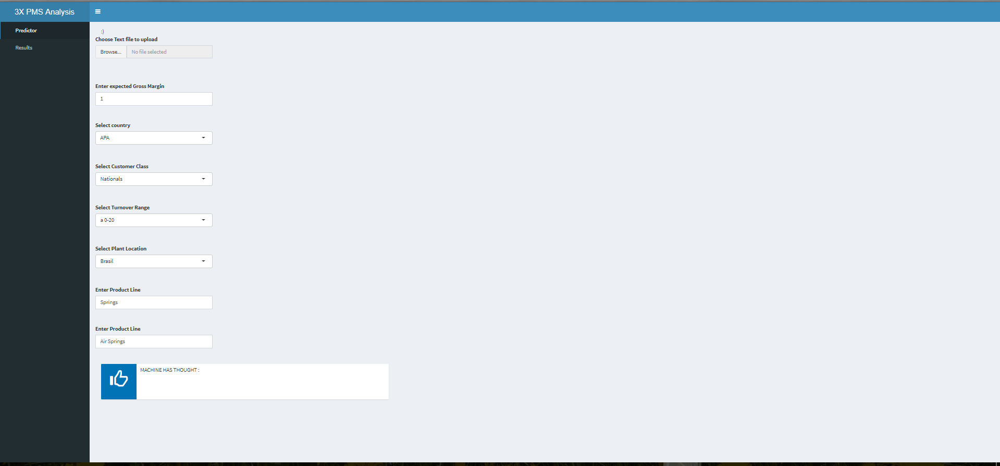 3X PMS Analysis
Predictor
Results
:)
Choose Text file to upload
Browse... No file selected
Enter expected Gross Margin
1
Select country
APA
Select Customer Class
Nationals
Select Turnover Range
a 0-20
Select Plant Location
Brasil
Enter Product Line
Springs
Enter Product Line
Air Springs
MACHINE HAS THOUGHT :